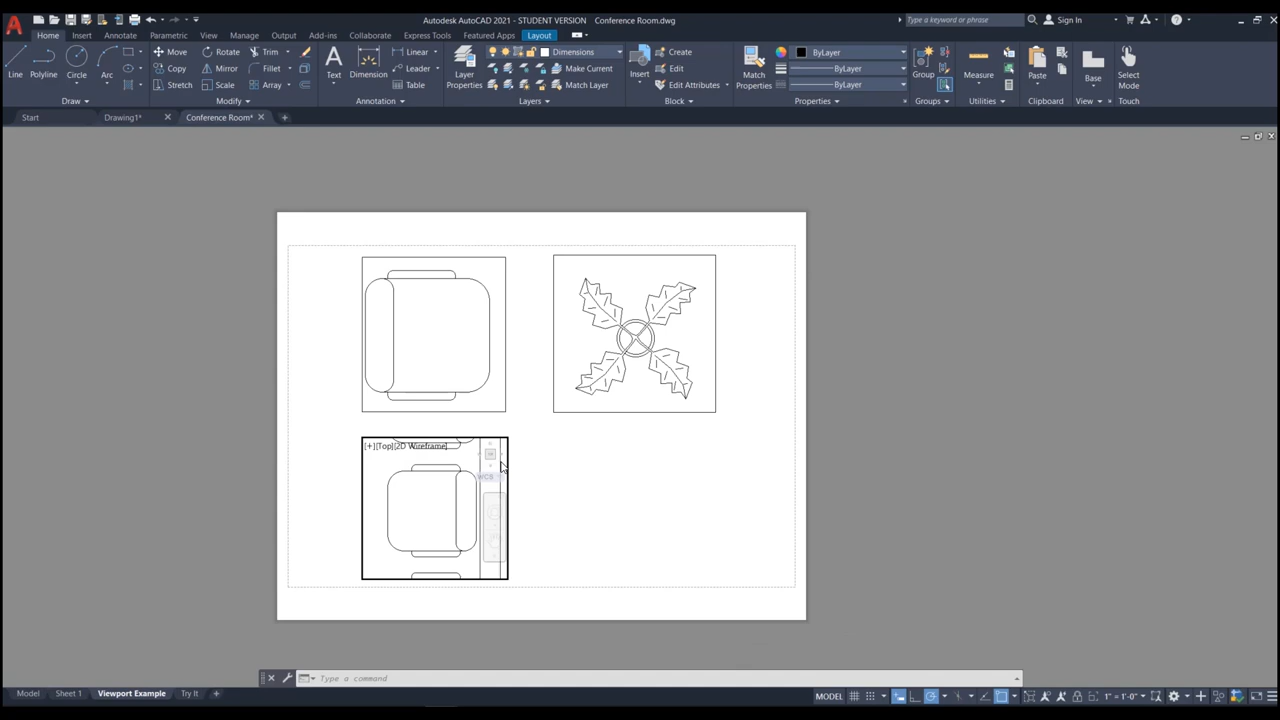 Autodesk AutoCAD 2021 - STUDENT VERSION Conference Room.dwg
Type a keyword or phrase
Sign In
Home Insert Annotate Parametric View Manage Output Add-ins Collaborate Express Tools Featured Apps Layout
Line Polyline Circle Arc
Move Rotate Trim
Copy Mirror Fillet
Stretch Scale Array
Text Dimension
Linear
Leader
Table
Layer Properties
Dimensions
Make Current
Match Layer
Insert
Create
Edit
Edit Attributes
Match Properties
ByLayer
ByLayer
ByLayer
Group
Measure
Paste
Base
Select Mode
Draw Modify Annotation Layers Block Properties Groups Utilities Clipboard View Touch
Start Drawing1* Conference Room*
[+][Top][2D Wireframe]
WCS
Type a command
Model Sheet 1 Viewport Example Try It
MODEL
1" = 1'-0"